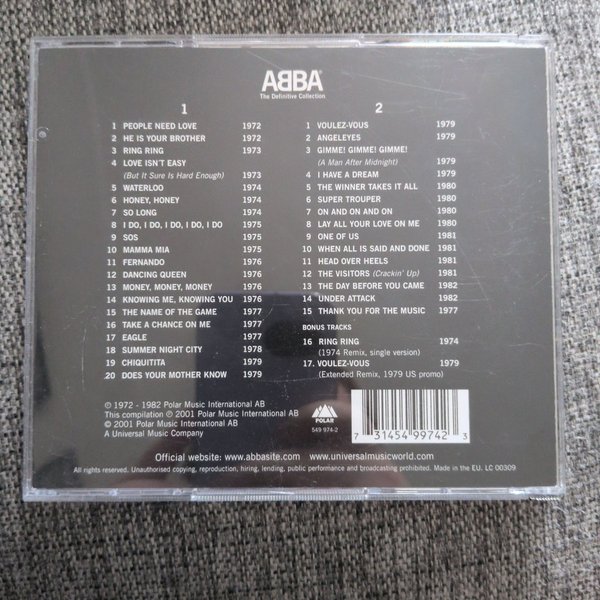 ABBA
The Definitive Collection
1
1 PEOPLE NEED LOVE 1972
2 HE IS YOUR BROTHER 1972
3 RING RING 1973
4 LOVE ISN'T EASY
(But It Sure Is Hard Enough) 1973
5 WATERLOO 1974
6 HONEY, HONEY 1974
7 SO LONG 1974
8 I DO, I DO, I DO, I DO, I DO 1975
9 SOS 1975
10 MAMMA MIA 1975
11 FERNANDO 1976
12 DANCING QUEEN 1976
13 MONEY, MONEY, MONEY 1976
14 KNOWING ME, KNOWING YOU 1976
15 THE NAME OF THE GAME 1977
16 TAKE A CHANCE ON ME 1977
17 EAGLE 1977
18 SUMMER NIGHT CITY 1978
19 CHIQUITITA 1979
20 DOES YOUR MOTHER KNOW 1979
2
1 VOULEZ-VOUS 1979
2 ANGELEYES 1979
3 GIMME! GIMME! GIMME!
(A Man After Midnight) 1979
4 I HAVE A DREAM 1979
5 THE WINNER TAKES IT ALL 1980
6 SUPER TROUPER 1980
7 ON AND ON AND ON 1980
8 LAY ALL YOUR LOVE ON ME 1980
9 ONE OF US 1981
10 WHEN ALL IS SAID AND DONE 1981
11 HEAD OVER HEELS 1981
12 THE VISITORS (Crackin' Up) 1981
13 THE DAY BEFORE YOU CAME 1982
14 UNDER ATTACK 1982
15 THANK YOU FOR THE MUSIC 1977
BONUS TRACKS
16 RING RING 1974
(1974 Remix, single version)
17. VOULEZ-VOUS 1979
(Extended Remix, 1979 US promo)
℗ 1972 - 1982 Polar Music International AB
This compilation ℗ 2001 Polar Music International AB
© 2001 Polar Music International AB
A Universal Music Company
POLAR
549 974-2
7 31454 99742 3
Official website: www.abbasite.com www.universalmusicworld.com
All rights reserved. Unauthorised copying, reproduction, hiring, lending, public performance and broadcasting prohibited. Made in the EU. LC 00309